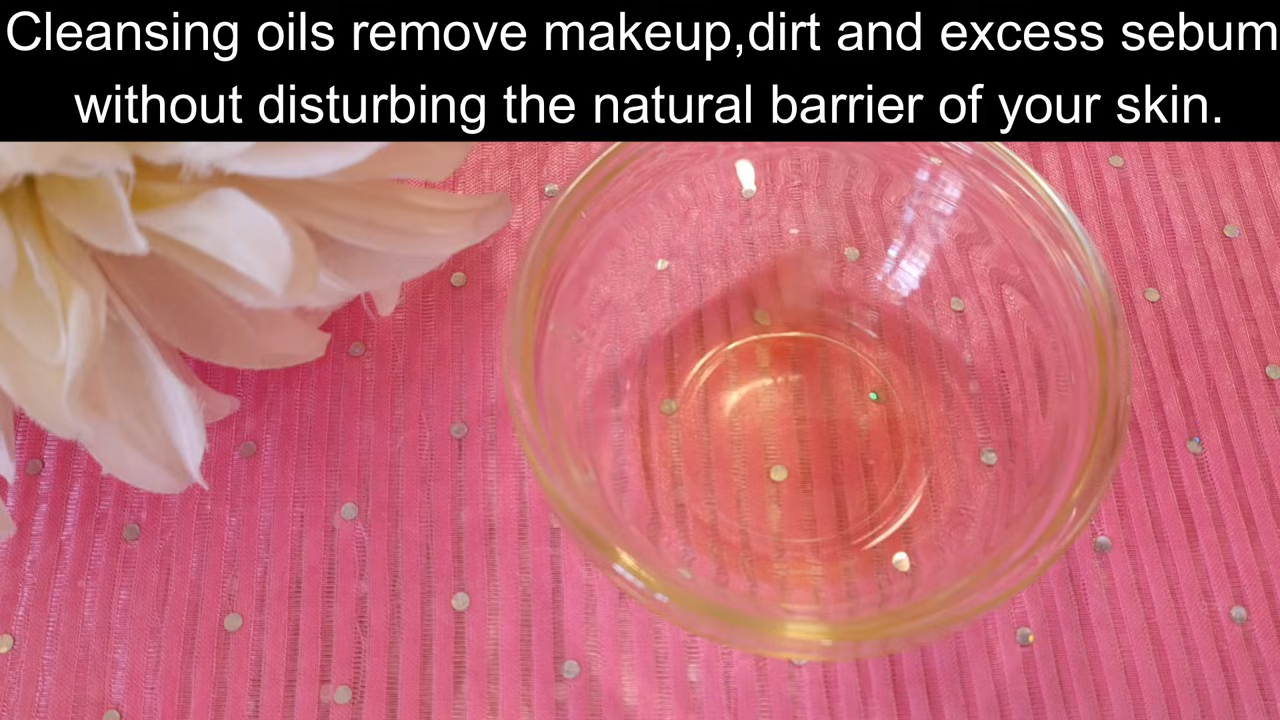 Cleansing oils remove makeup,dirt and excess sebum
without disturbing the natural barrier of your skin.